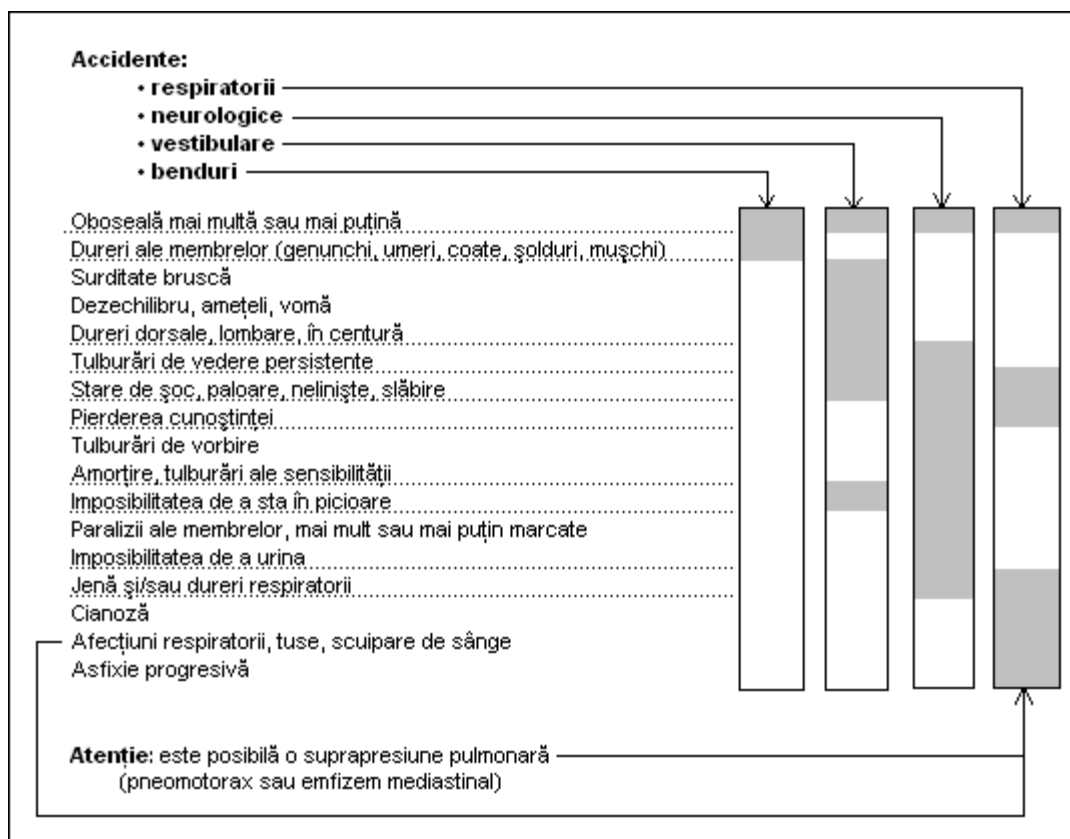 Accidente:
• respiratorii
• neurologice
• vestibulare
• benduri
Oboseală mai multă sau mai puţină
Dureri ale membrelor (genunchi, umeri, coate, şolduri, muşchi)
Surditate bruscă
Dezechilibru, ameţeli, vomă
Dureri dorsale, lombare, în centură
Tulburări de vedere persistente
Stare de şoc, paloare, nelinişte, slăbire
Pierderea cunoştinţei
Tulburări de vorbire
Amorţire, tulburări ale sensibilităţii
Imposibilitatea de a sta în picioare
Paralizii ale membrelor, mai mult sau mai puţin marcate
Imposibilitatea de a urina
Jenă şi/sau dureri respiratorii
Cianoză
Afecţiuni respiratorii, tuse, scuipare de sânge
Asfixie progresivă
Atenţie: este posibilă o suprapresiune pulmonară
(pneomotorax sau emfizem mediastinal)